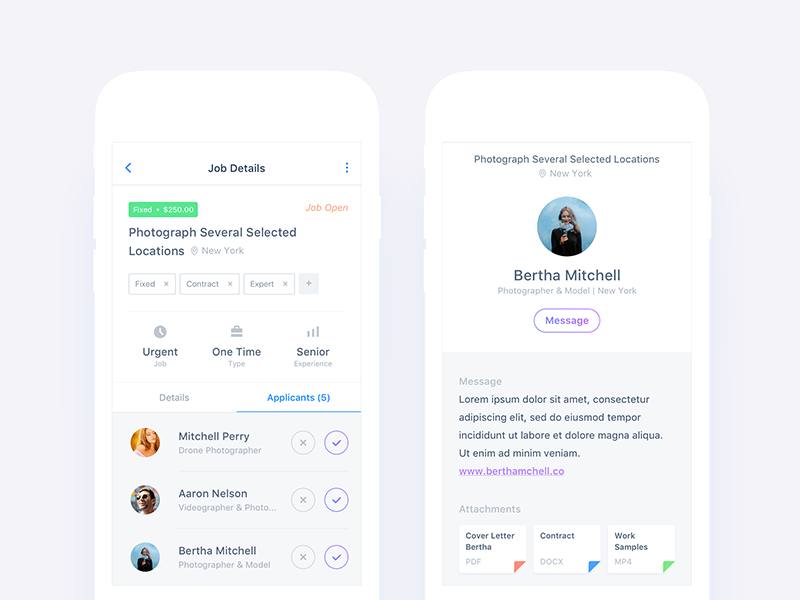 Job Details
Fixed • $250.00
Job Open
Photograph Several Selected
Locations New York
Fixed × Contract × Expert × +
Urgent One Time Senior
Job Type Experience
Details Applicants (5)
Mitchell Perry
Drone Photographer
Aaron Nelson
Videographer & Photo...
Bertha Mitchell
Photographer & Model
Photograph Several Selected Locations
New York
Bertha Mitchell
Photographer & Model | New York
Message
Message
Lorem ipsum dolor sit amet, consectetur
adipiscing elit, sed do eiusmod tempor
incididunt ut labore et dolore magna aliqua.
Ut enim ad minim veniam.
www.berthamchell.co
Attachments
Cover Letter
Bertha
PDF
Contract
DOCX
Work
Samples
MP4